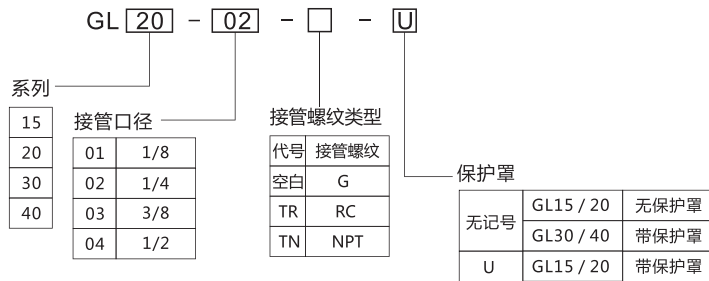 GL 20 - 02 - □ - U
系列
15
20
30
40
接管口径
01 1/8
02 1/4
03 3/8
04 1/2
接管螺纹类型
代号 接管螺纹
空白 G
TR RC
TN NPT
保护罩
无记号 GL15 / 20 无保护罩
GL30 / 40 带保护罩
U GL15 / 20 带保护罩